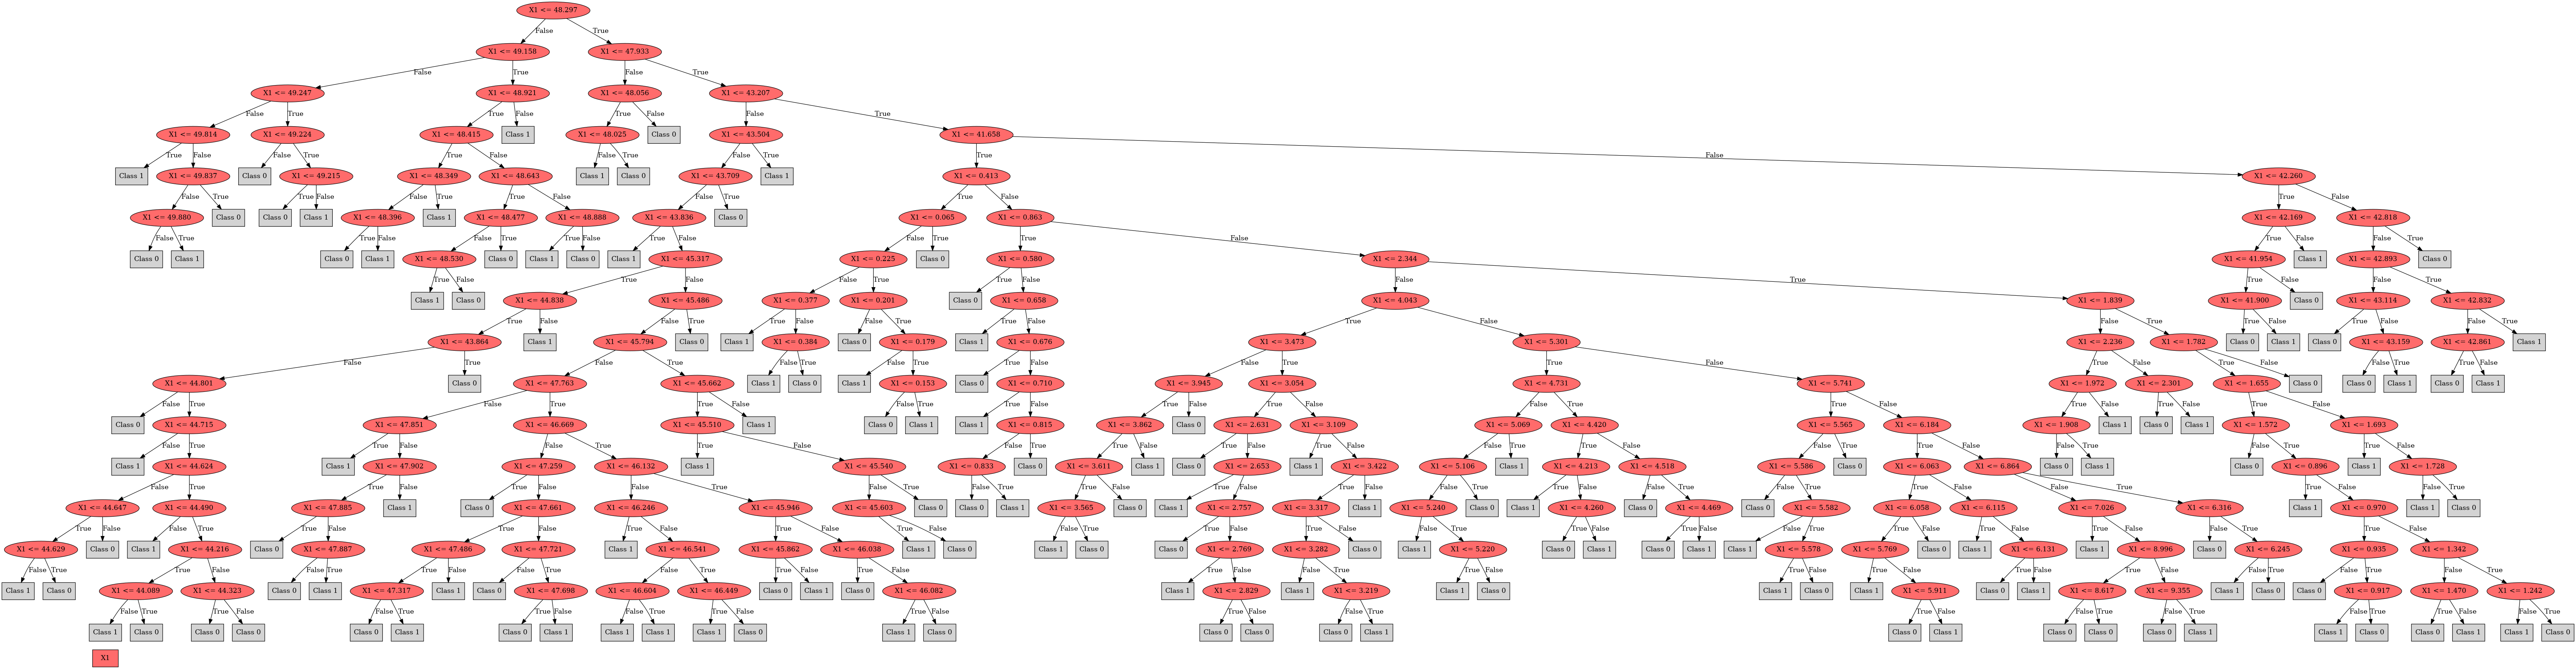 X1 <= 48.297
False True
X1 <= 49.158 X1 <= 47.933
False True False True
X1 <= 49.247 X1 <= 48.921 X1 <= 48.056 X1 <= 43.207
False True True False True False False True
X1 <= 49.814 X1 <= 49.224 X1 <= 48.415 Class 1 X1 <= 48.025 Class 0 X1 <= 43.504 X1 <= 41.658
True False False True True False False True False True True False
Class 1 X1 <= 49.837 Class 0 X1 <= 49.215 X1 <= 48.349 X1 <= 48.643 Class 1 Class 0 X1 <= 43.709 Class 1 X1 <= 0.413 X1 <= 42.260
False True True False False True True False False True True False True False
X1 <= 49.880 Class 0 Class 0 Class 1 X1 <= 48.396 Class 1 X1 <= 48.477 X1 <= 48.888 X1 <= 43.836 Class 0 X1 <= 0.065 X1 <= 0.863 X1 <= 42.169 X1 <= 42.818
False True True False False True True False True False False True True False True False False True
Class 0 Class 1 Class 0 Class 1 X1 <= 48.530 Class 0 Class 1 Class 0 Class 1 X1 <= 45.317 X1 <= 0.225 Class 0 X1 <= 0.580 X1 <= 2.344 X1 <= 41.954 Class 1 X1 <= 42.893 Class 0
True False True False False True True False False True True False False True
Class 1 Class 0 X1 <= 44.838 X1 <= 45.486 X1 <= 0.377 X1 <= 0.201 Class 0 X1 <= 0.658 X1 <= 4.043 X1 <= 1.839 X1 <= 41.900 Class 0 X1 <= 43.114 X1 <= 42.832
True False False True True False False True True False True False False True True False True False False True
X1 <= 43.864 Class 1 X1 <= 45.794 Class 0 Class 1 X1 <= 0.384 Class 0 X1 <= 0.179 Class 1 X1 <= 0.676 X1 <= 3.473 X1 <= 5.301 X1 <= 2.236 X1 <= 1.782 Class 0 Class 1 Class 0 X1 <= 43.159 X1 <= 42.861 Class 1
False True False True False True False True True False False True True False True False True False False True True False
X1 <= 44.801 Class 0 X1 <= 47.763 X1 <= 45.662 Class 1 Class 0 Class 1 X1 <= 0.153 Class 0 X1 <= 0.710 X1 <= 3.945 X1 <= 3.054 X1 <= 4.731 X1 <= 5.741 X1 <= 1.972 X1 <= 2.301 X1 <= 1.655 Class 0 Class 0 Class 1 Class 0 Class 1
False True False True True False False True True False True False True False False True True False True False True False True False
Class 0 X1 <= 44.715 X1 <= 47.851 X1 <= 46.669 X1 <= 45.510 Class 1 Class 0 Class 1 Class 1 X1 <= 0.815 X1 <= 3.862 Class 0 X1 <= 2.631 X1 <= 3.109 X1 <= 5.069 X1 <= 4.420 X1 <= 5.565 X1 <= 6.184 X1 <= 1.908 Class 1 Class 0 Class 1 X1 <= 1.572 X1 <= 1.693
False True True False False True True False False True True False True False True False False True True False False True True False False True False True True False
Class 1 X1 <= 44.624 Class 1 X1 <= 47.902 X1 <= 47.259 X1 <= 46.132 Class 1 X1 <= 45.540 X1 <= 0.833 Class 0 X1 <= 3.611 Class 1 Class 0 X1 <= 2.653 Class 1 X1 <= 3.422 X1 <= 5.106 Class 1 X1 <= 4.213 X1 <= 4.518 X1 <= 5.586 Class 0 X1 <= 6.063 X1 <= 6.864 Class 0 Class 1 Class 0 X1 <= 0.896 Class 1 X1 <= 1.728
False True True False True False False True False True False True True False True False True False False True True False False True False True True False False True True False False True
X1 <= 44.647 X1 <= 44.490 X1 <= 47.885 Class 1 Class 0 X1 <= 47.661 X1 <= 46.246 X1 <= 45.946 X1 <= 45.603 Class 0 Class 0 Class 1 X1 <= 3.565 Class 0 Class 1 X1 <= 2.757 X1 <= 3.317 Class 1 X1 <= 5.240 Class 0 Class 1 X1 <= 4.260 Class 0 X1 <= 4.469 Class 0 X1 <= 5.582 X1 <= 6.058 X1 <= 6.115 X1 <= 7.026 X1 <= 6.316 Class 1 X1 <= 0.970 Class 1 Class 0
True False False True True False True False True False True False True False False True False True True False False True True False True False False True True False True False True False False True True False
X1 <= 44.629 Class 0 Class 1 X1 <= 44.216 Class 0 X1 <= 47.887 X1 <= 47.486 X1 <= 47.721 Class 1 X1 <= 46.541 X1 <= 45.862 X1 <= 46.038 Class 1 Class 0 Class 1 Class 0 Class 0 X1 <= 2.769 X1 <= 3.282 Class 0 Class 1 X1 <= 5.220 Class 0 Class 1 Class 0 Class 1 Class 1 X1 <= 5.578 X1 <= 5.769 Class 0 Class 1 X1 <= 6.131 Class 1 X1 <= 8.996 Class 0 X1 <= 6.245 X1 <= 0.935 X1 <= 1.342
False True True False False True True False False True False True True False True False True False False True True False True False True False True False True False False True False True False True
Class 1 Class 0 X1 <= 44.089 X1 <= 44.323 Class 0 Class 1 X1 <= 47.317 Class 1 Class 0 X1 <= 47.698 X1 <= 46.604 X1 <= 46.449 Class 0 Class 1 Class 0 X1 <= 46.082 Class 1 X1 <= 2.829 Class 1 X1 <= 3.219 Class 1 Class 0 Class 1 Class 0 Class 1 X1 <= 5.911 Class 0 Class 1 X1 <= 8.617 X1 <= 9.355 Class 1 Class 0 Class 0 X1 <= 0.917 X1 <= 1.470 X1 <= 1.242
False True True False False True True False False True True False True False True False False True True False False True False True False True True False False True
Class 1 Class 0 Class 0 Class 0 Class 0 Class 1 Class 0 Class 1 Class 1 Class 1 Class 1 Class 0 Class 1 Class 0 Class 0 Class 0 Class 0 Class 1 Class 0 Class 1 Class 0 Class 0 Class 0 Class 1 Class 1 Class 0 Class 0 Class 1 Class 1 Class 0
X1